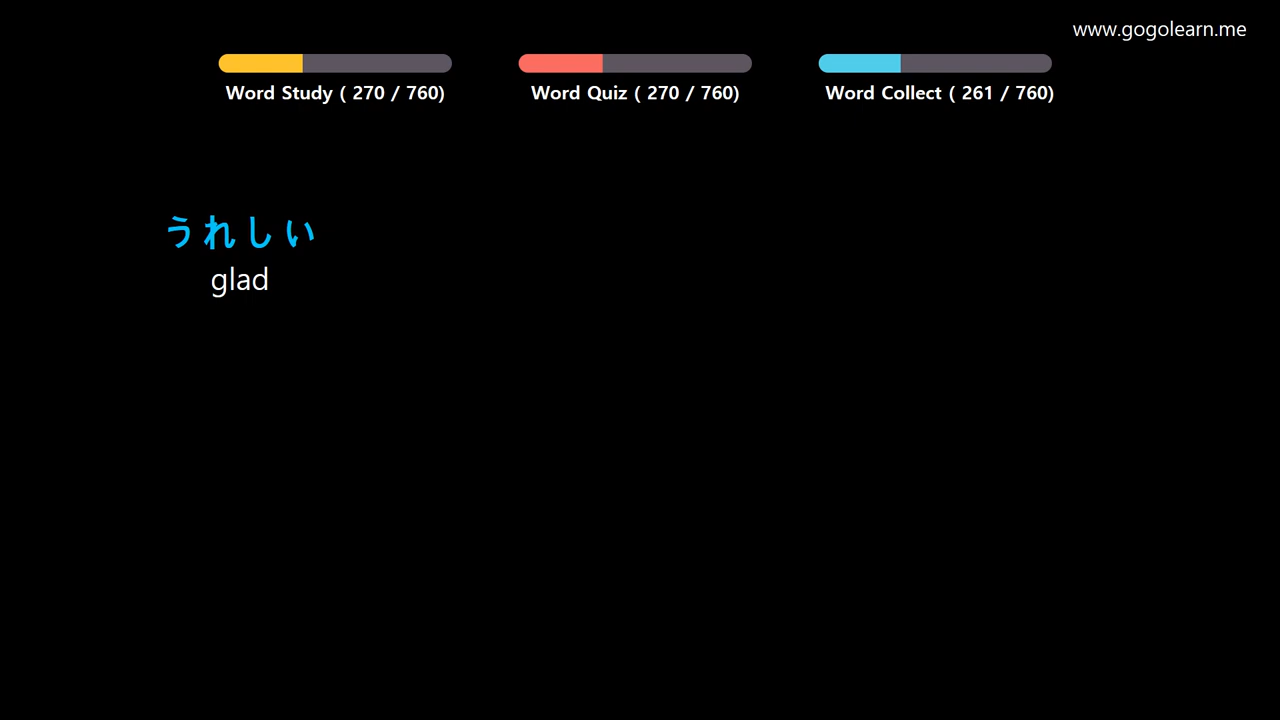 www.gogolearn.me
Word Study ( 270 / 760)
Word Quiz ( 270 / 760)
Word Collect ( 261 / 760)
うれしい
glad